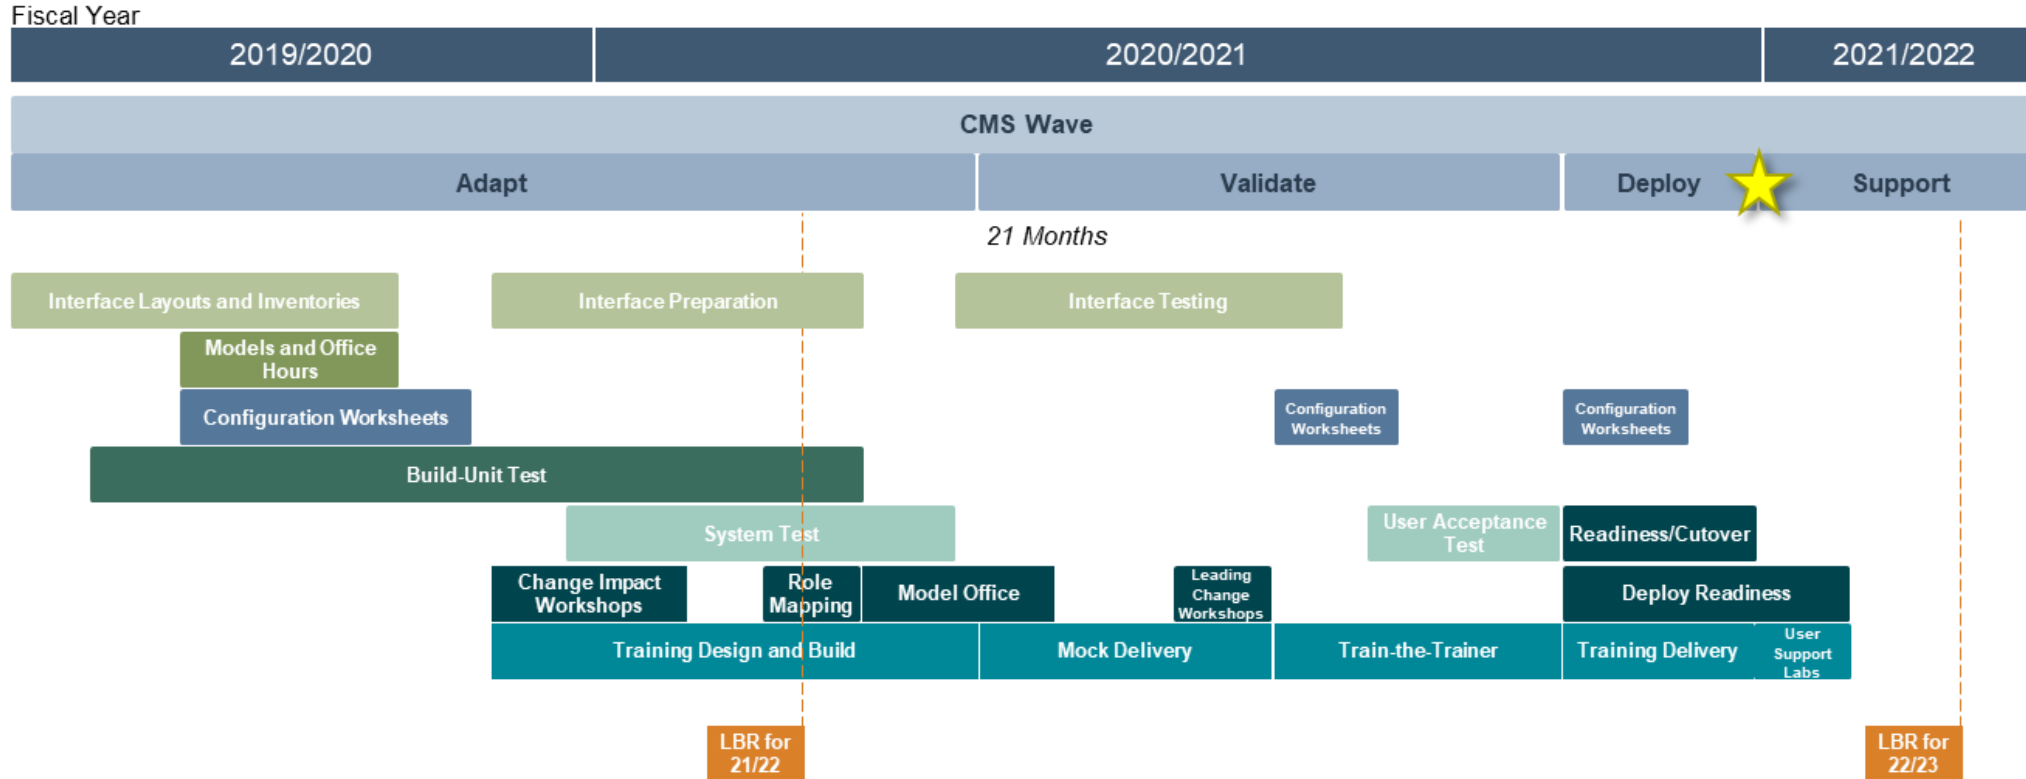 Fiscal Year
2019/2020
2020/2021
2021/2022
CMS Wave
Adapt
Validate
Deploy
Support
21 Months
Interface Layouts and Inventories
Interface Preparation
Interface Testing
Models and Office
Hours
Configuration Worksheets
Configuration
Worksheets
Configuration
Worksheets
Build-Unit Test
System Test
User Acceptance
Test
Readiness/Cutover
Change Impact
Workshops
Role
Mapping
Model Office
Leading
Change
Workshops
Deploy Readiness
Training Design and Build
Mock Delivery
Train-the-Trainer
Training Delivery
User
Support
Labs
LBR for
21/22
LBR for
22/23